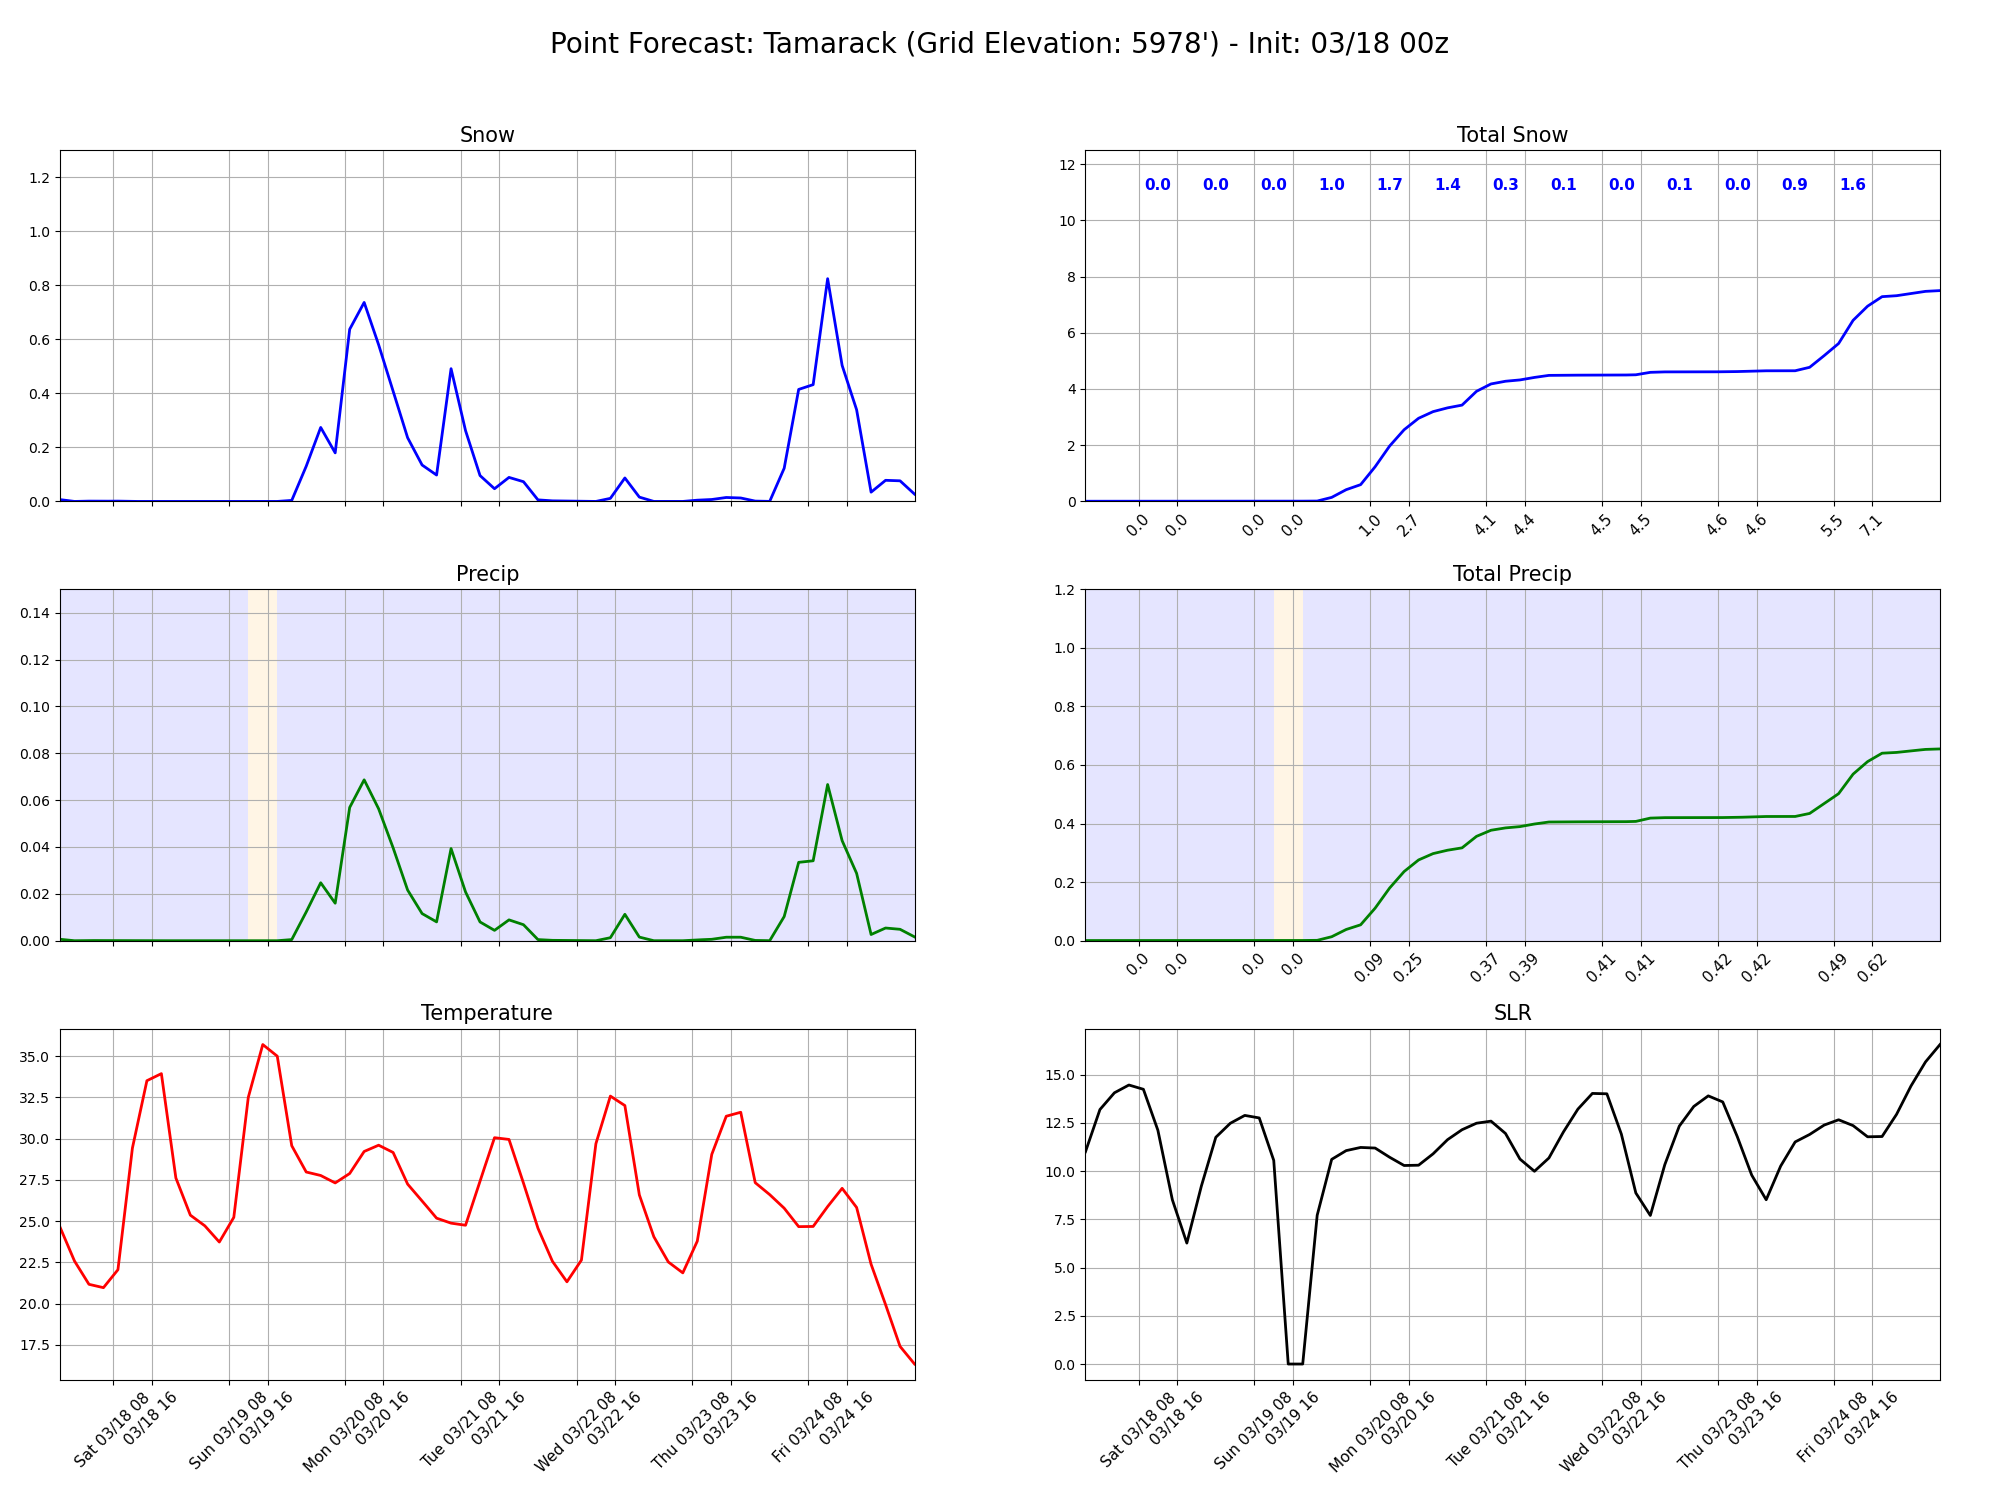 Point Forecast: Tamarack (Grid Elevation: 5978') - Init: 03/18 00z
Snow
1.2
1.0
0.8
0.6
0.4
0.2
0.0
Total Snow
12
10
8
6
4
2
0
0.0 0.0 0.0 1.0 1.7 1.4 0.3 0.1 0.0 0.1 0.0 0.9 1.6
0.0 0.0 0.0 0.0 1.0 2.7 4.1 4.4 4.5 4.5 4.6 4.6 5.5 7.1
Precip
0.14
0.12
0.10
0.08
0.06
0.04
0.02
0.00
Total Precip
1.2
1.0
0.8
0.6
0.4
0.2
0.0
0.0 0.0 0.0 0.0 0.09 0.25 0.37 0.39 0.41 0.41 0.42 0.42 0.49 0.62
Temperature
35.0
32.5
30.0
27.5
25.0
22.5
20.0
17.5
Sat 03/18 08
03/18 16
Sun 03/19 08
03/19 16
Mon 03/20 08
03/20 16
Tue 03/21 08
03/21 16
Wed 03/22 08
03/22 16
Thu 03/23 08
03/23 16
Fri 03/24 08
03/24 16
SLR
15.0
12.5
10.0
7.5
5.0
2.5
0.0
Sat 03/18 08
03/18 16
Sun 03/19 08
03/19 16
Mon 03/20 08
03/20 16
Tue 03/21 08
03/21 16
Wed 03/22 08
03/22 16
Thu 03/23 08
03/23 16
Fri 03/24 08
03/24 16